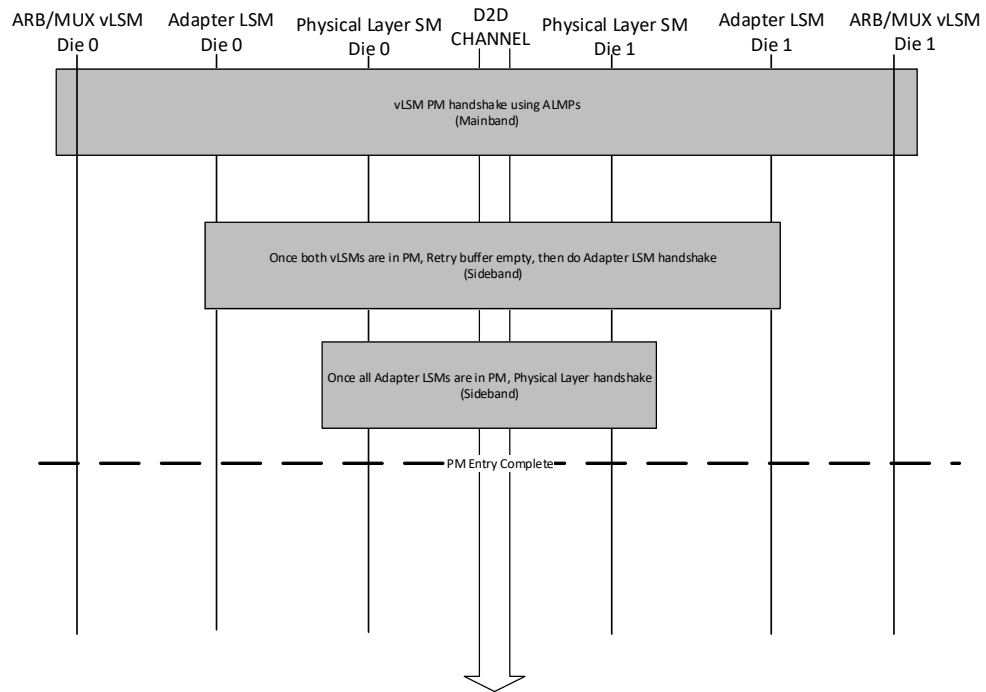 ARB/MUX vLSM
Die 0
Adapter LSM
Die 0
Physical Layer SM
Die 0
D2D
CHANNEL
Physical Layer SM
Die 1
Adapter LSM
Die 1
ARB/MUX vLSM
Die 1
vLSM PM handshake using ALMPs
(Mainband)
Once both vLSMs are in PM, Retry buffer empty, then do Adapter LSM handshake
(Sideband)
Once all Adapter LSMs are in PM, Physical Layer handshake
(Sideband)
PM Entry Complete